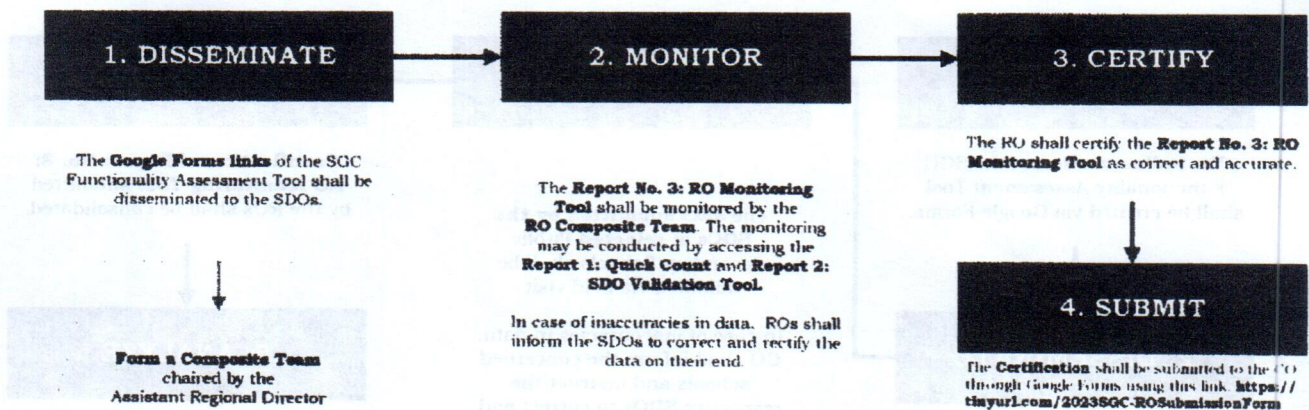 1. DISSEMINATE
The Google Forms links of the SGC
Functionality Assessment Tool shall be
disseminated to the SDOs.
Form a Composite Team
chaired by the
Assistant Regional Director
2. MONITOR
The Report No. 3: RO Monitoring
Tool shall be monitored by the
RO Composite Team. The monitoring
may be conducted by accessing the
Report 1: Quick Count and Report 2:
SDO Validation Tool.
In case of inaccuracies in data. ROs shall
inform the SDOs to correct and rectify the
data on their end.
3. CERTIFY
The RO shall certify the Report No. 3: RO
Monitoring Tool as correct and accurate.
4. SUBMIT
The Certification shall be submitted to the CO
through Google Forms using this link. https://
tinyurl.com/2023SGC-ROSubmissionForm